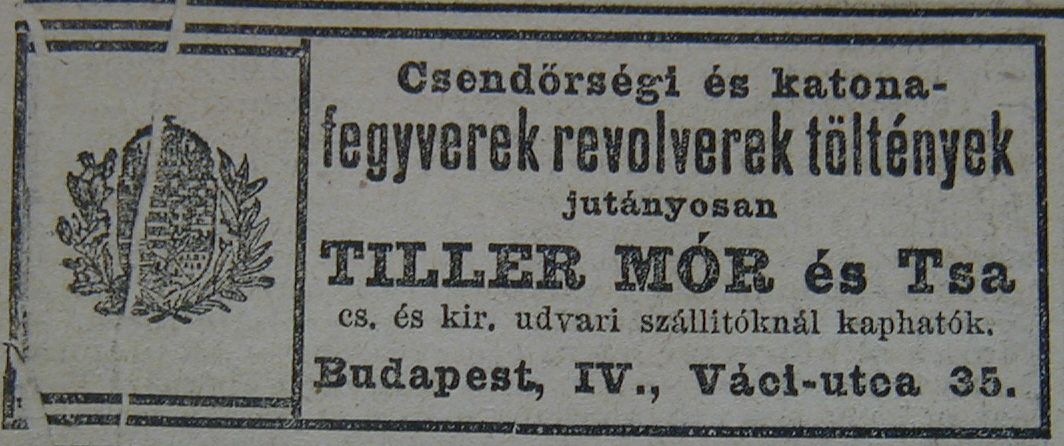 Csendőrségi és katona-
fegyverek revolverek töltények
jutányosan
TILLER MÓR és Tsa
cs. és kir. udvari szállitóknál kaphatók.
Budapest, IV., Váci-utca 35.